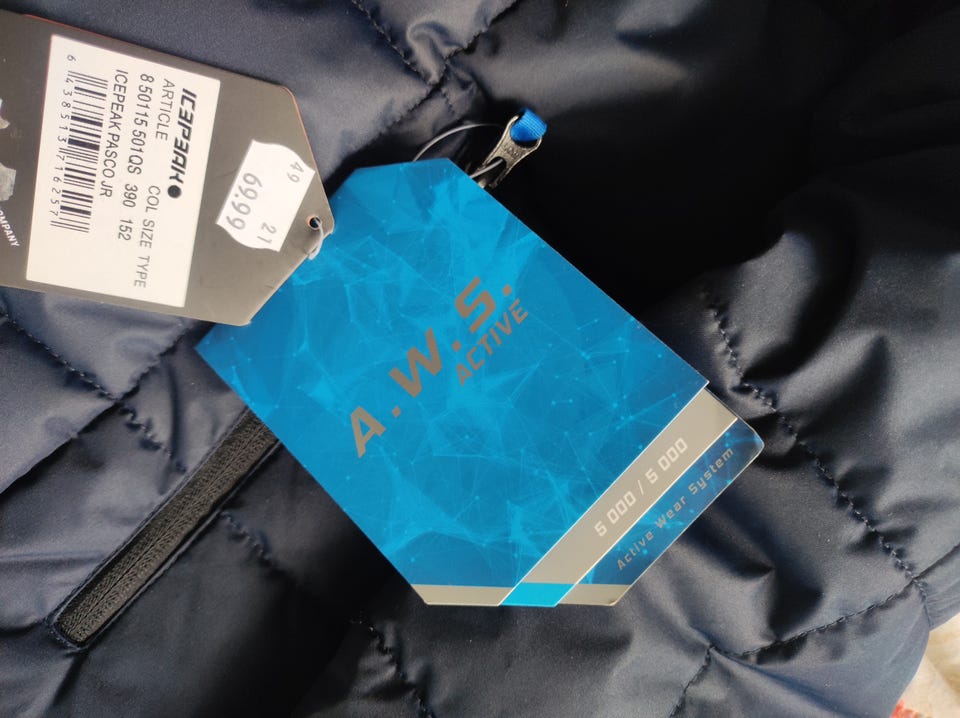 ICEPEAK
ARTICLE COL SIZE TYPE
8 50115 501QS 390 152
ICEPEAK PASCO JR
6 438513 716257
49 21
69.99
A.W.S.
ACTIVE
5 000 / 5 000
Active Wear System